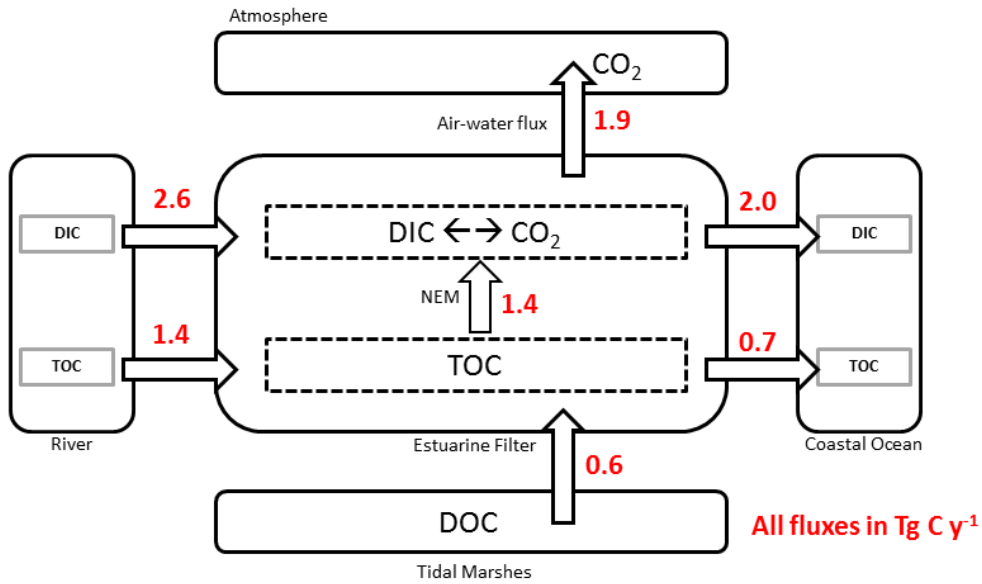 Atmosphere
CO₂
Air-water flux
1.9
2.6
2.0
DIC
DIC ↔ CO₂
DIC
NEM
1.4
1.4
0.7
TOC
TOC
TOC
River
Estuarine Filter
Coastal Ocean
0.6
DOC
All fluxes in Tg C y⁻¹
Tidal Marshes